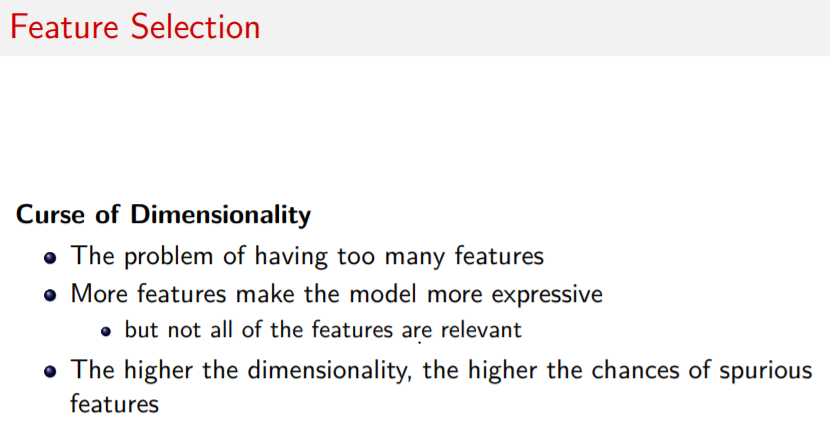 Feature Selection
Curse of Dimensionality
The problem of having too many features
More features make the model more expressive
but not all of the features are relevant
The higher the dimensionality, the higher the chances of spurious
features